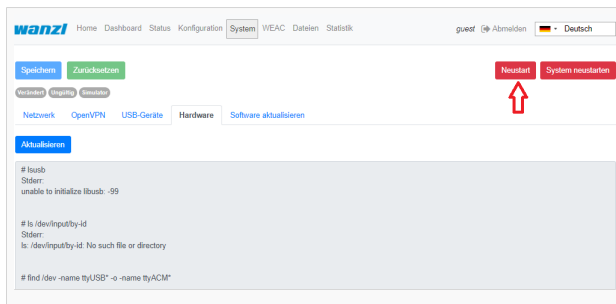 wanzl Home Dashboard Status Konfiguration System WEAC Dateien Statistik guest Abmelden Deutsch
Speichern Zurücksetzen Neustart System neustarten
Verändert Ungültig Simulator
Netzwerk OpenVPN USB-Geräte Hardware Software aktualisieren
Aktualisieren
# lsusb
Stderr:
unable to initialize libusb: -99
# ls /dev/input/by-id
Stderr:
ls: /dev/input/by-id: No such file or directory
# find /dev -name ttyUSB* -o -name ttyACM*